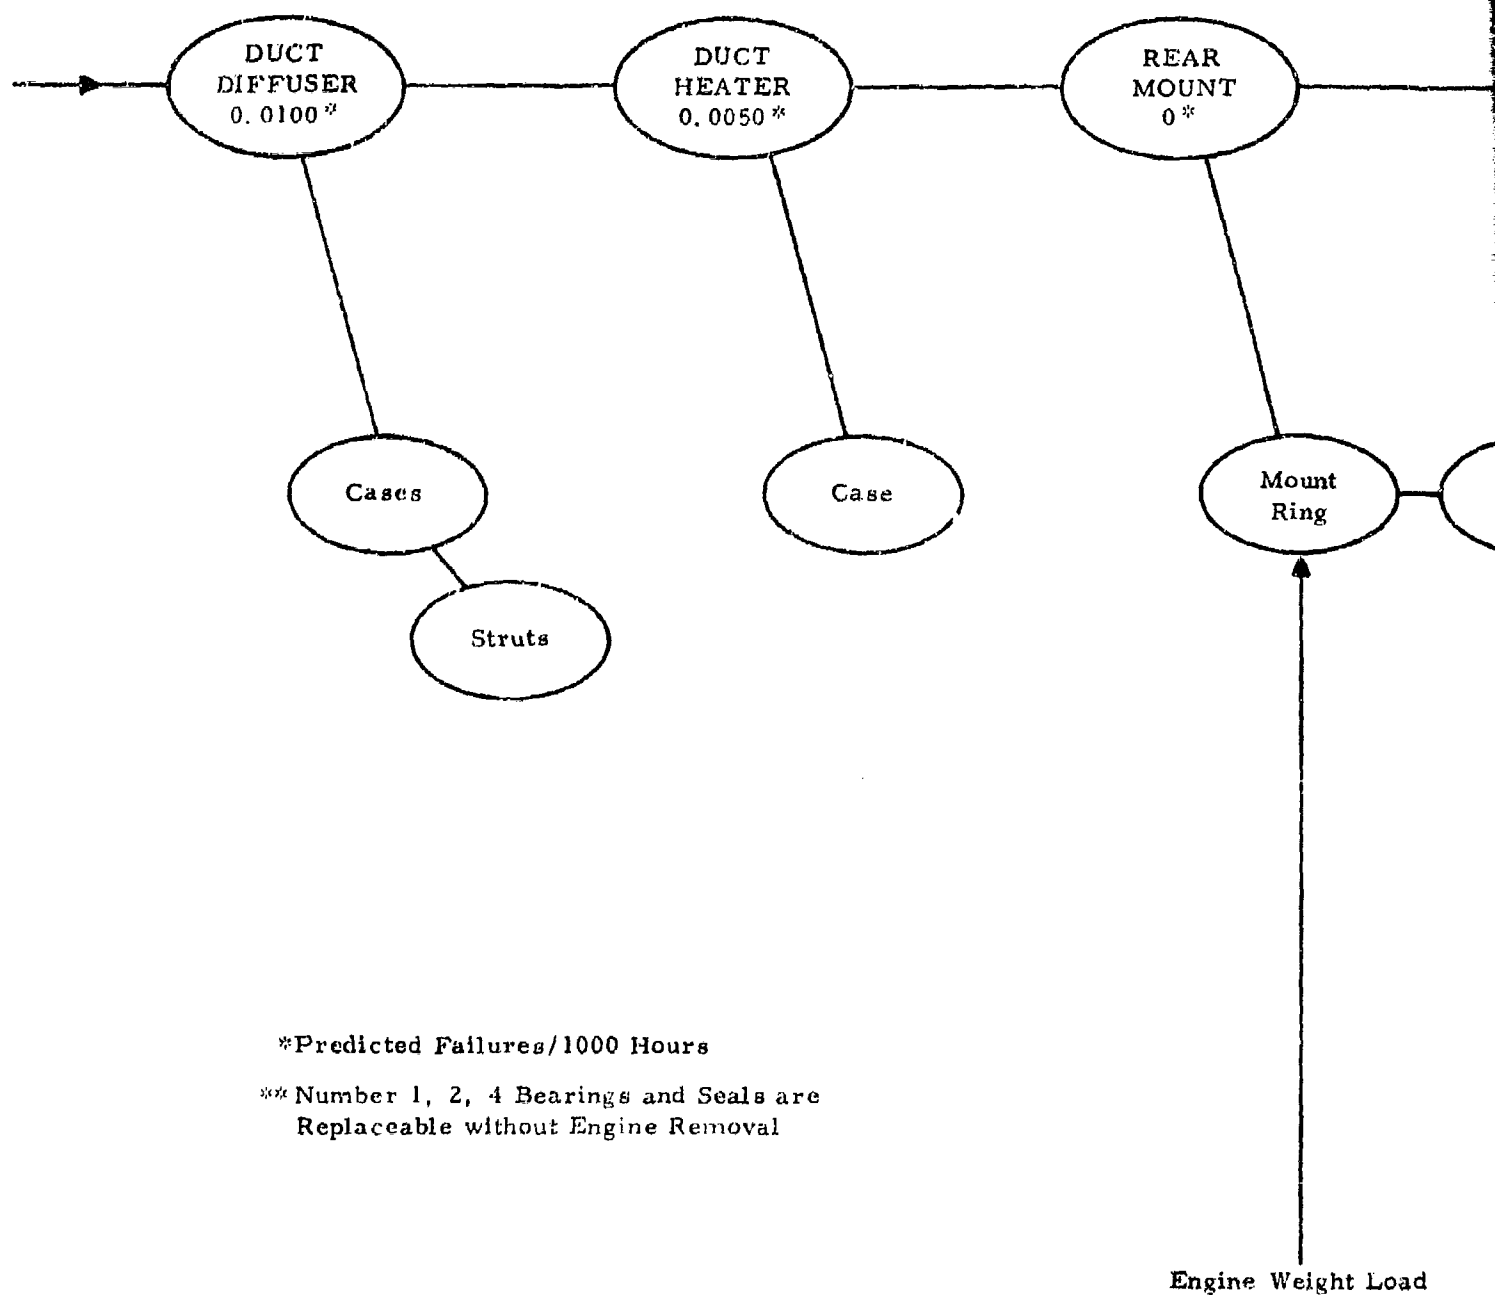 DUCT
DIFFUSER
0.0100*
DUCT
HEATER
0.0050*
REAR
MOUNT
0*
Cases
Case
Mount
Ring
Struts
*Predicted Failures/1000 Hours
** Number 1, 2, 4 Bearings and Seals are
Replaceable without Engine Removal
Engine Weight Load